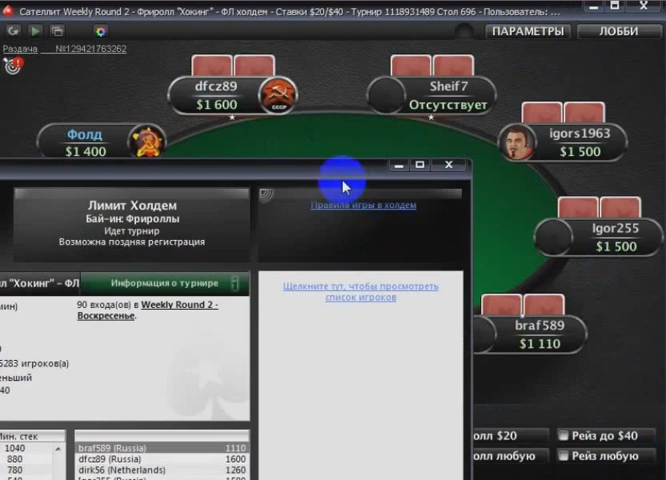 Сателлит Weekly Round 2 - Фриролл "Хокинг" - ФЛ холдем - Ставки $20/$40 - Турнир 1118931489 Стол 696 - Пользователь: ...
ПАРАМЕТРЫ
ЛОББИ
Раздача №129421763262
dfcz89
$1 600
СССР
Sheif7
Отсутствует
Фолд
$1 400
igors1963
$1 500
Igor255
$1 500
braf589
$1 110
Лимит Холдем
Бай-ин: Фрироллы
Идет турнир
Возможна поздняя регистрация
Правила игры в холдем
л "Хокинг" – ФЛ
Информация о турнире
мин)
90 входа(ов) в Weekly Round 2 -
Воскресенье.
5283 игроков(а)
еньший
40
Щелкните тут, чтобы просмотреть
список игроков
олл $20
Рейз до $40
олл любую
Рейз любую
Мин. стек
1040
880
780
braf589 (Russia) 1110
dfcz89 (Russia) 1600
dirk56 (Netherlands) 1260